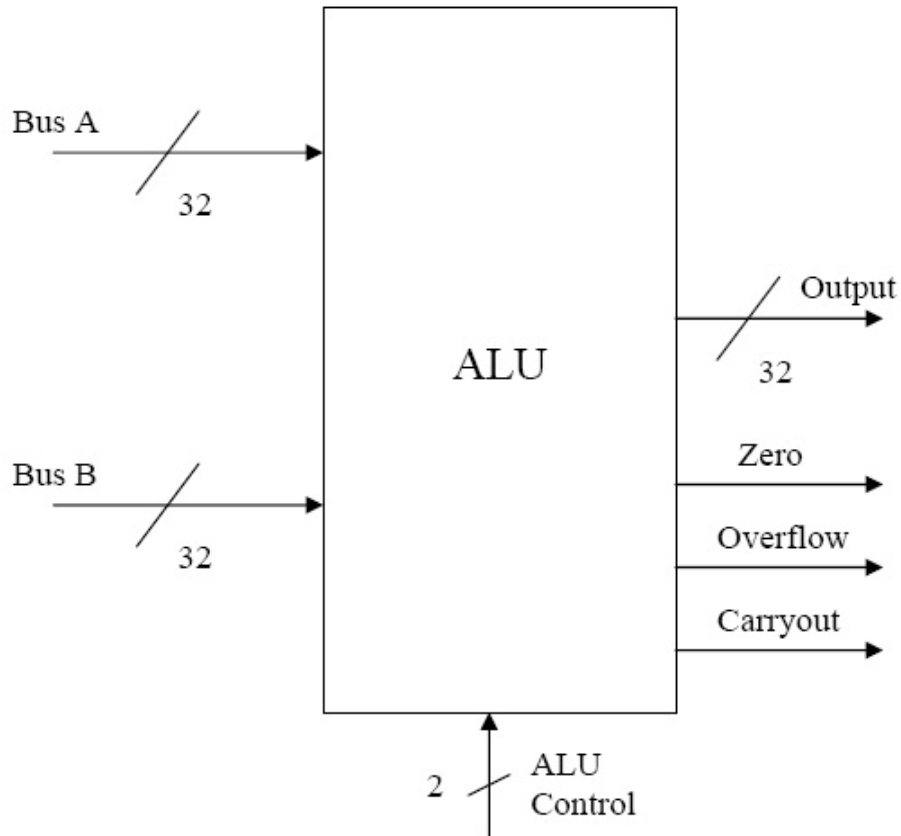 Bus A
32
Output
ALU
32
Zero
Bus B
Overflow
32
Carryout
2
ALU
Control